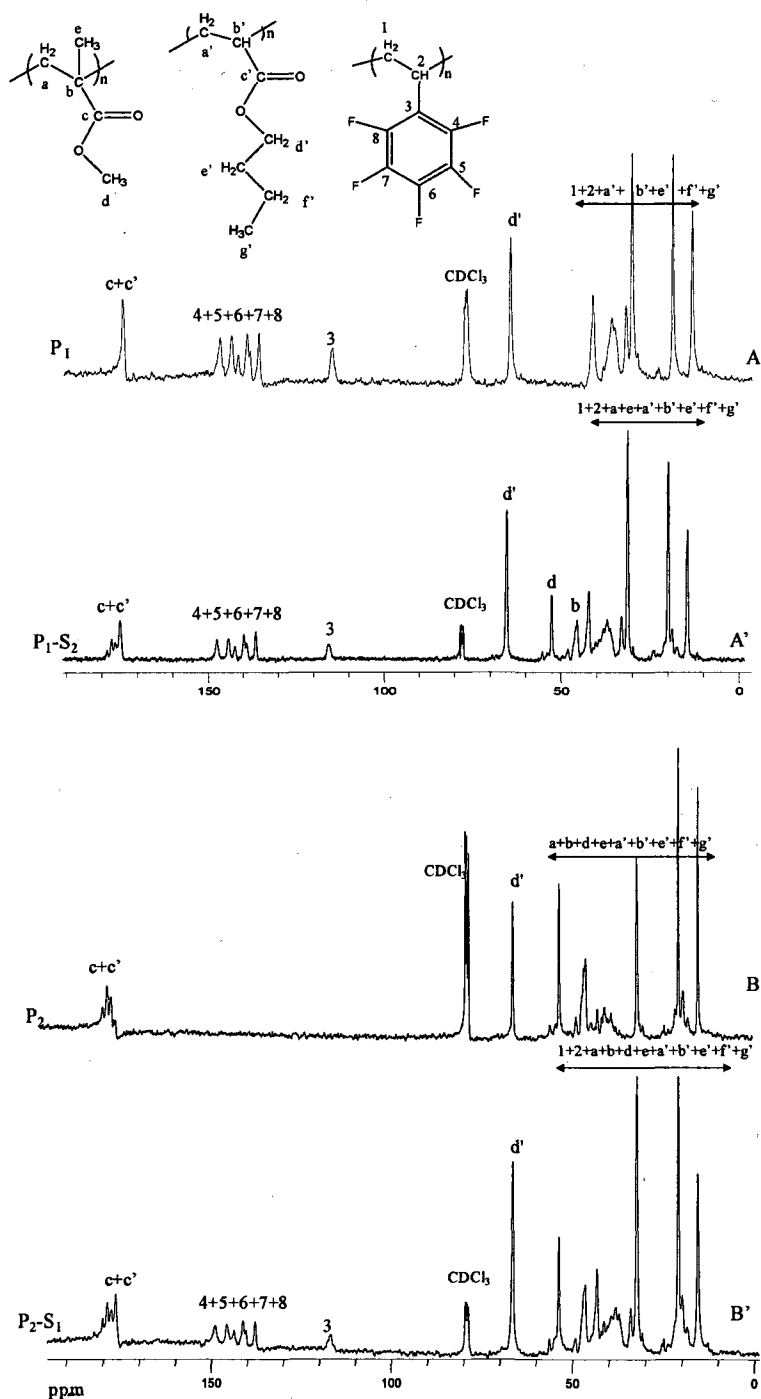 e
CH₃
H₂
C
a
b
n
c
C
O
O
CH₃
d
H₂
C
a'
b'
CH
n
c'
C
O
O
CH₂
d'
e'
H₂C
CH₂
f'
H₃C
g'
1
H₂
C
2
CH
n
3
F
8
4
F
F
7
5
F
6
F
1+2+a'+ b'+e' +f'+g'
d'
c+c'
CDCl₃
4+5+6+7+8
3
P₁
A
1+2+a+e+a'+b'+e'+f'+g'
d'
d
c+c'
4+5+6+7+8
CDCl₃
b
3
P₁-S₂
A'
150
100
50
0
a+b+d+e+a'+b'+e'+f'+g'
CDCl₃
d'
c+c'
P₂
B
1+2+a+b+d+e+a'+b'+e'+f'+g'
d'
c+c'
CDCl₃
4+5+6+7+8
3
P₂-S₁
B'
ppm
150
100
50
0